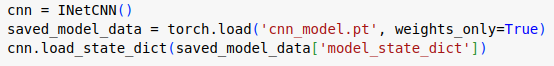 cnn = INetCNN()
saved_model_data = torch.load('cnn_model.pt', weights_only=True)
cnn.load_state_dict(saved_model_data['model_state_dict'])